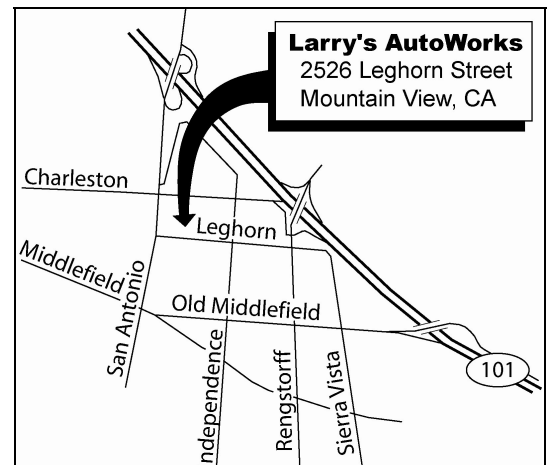 Larry's AutoWorks
2526 Leghorn Street
Mountain View, CA
Charleston
Leghorn
Middlefield
San Antonio
Old Middlefield
ndependence
Rengstorff
Sierra Vista
101